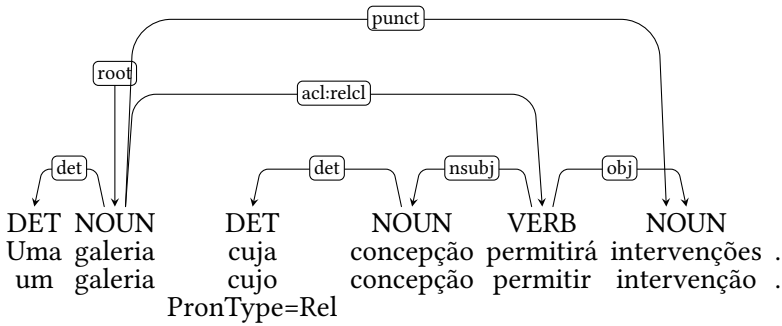 punct
root
acl:relcl
det det nsubj obj
DET NOUN DET NOUN VERB NOUN
Uma galeria cuja concepção permitirá intervenções .
um galeria cujo concepção permitir intervenção .
PronType=Rel